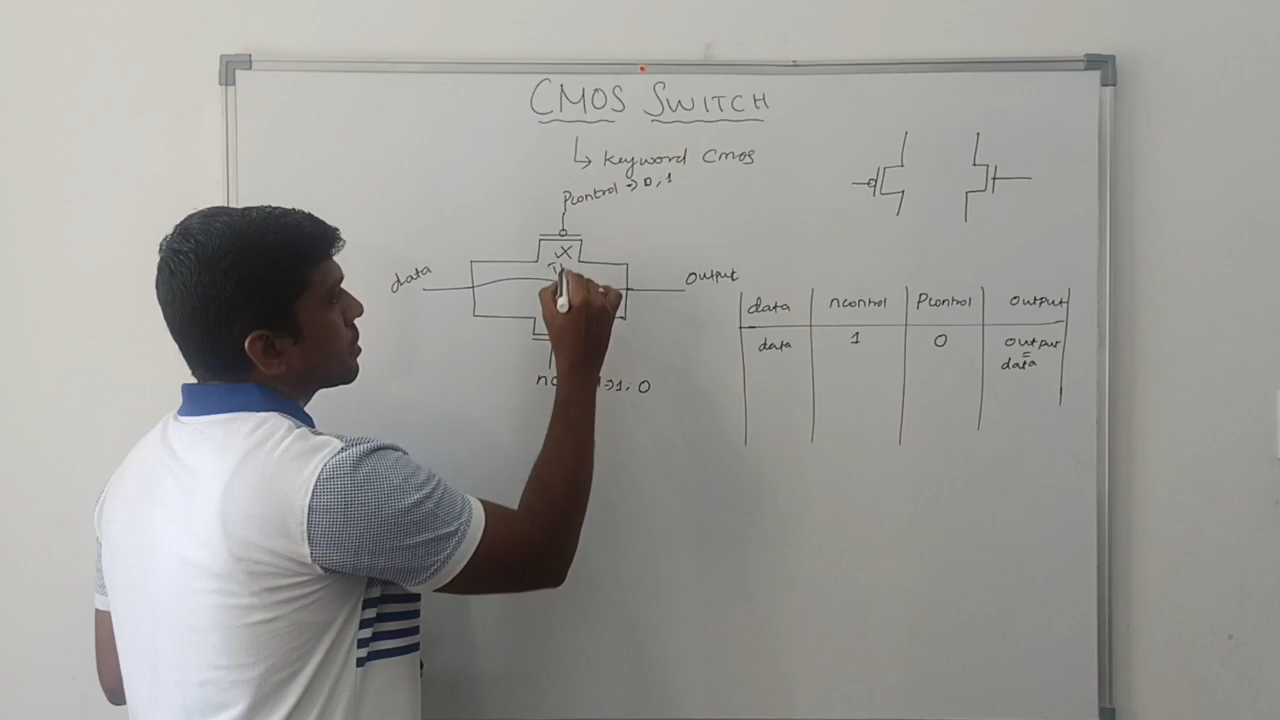 CMOS SWITCH
↳ Keyword Cmos
Pcontrol → 0, 1
data
output
→ 1, 0
data ncontrol Pcontrol output
data 1 0 output
=
data